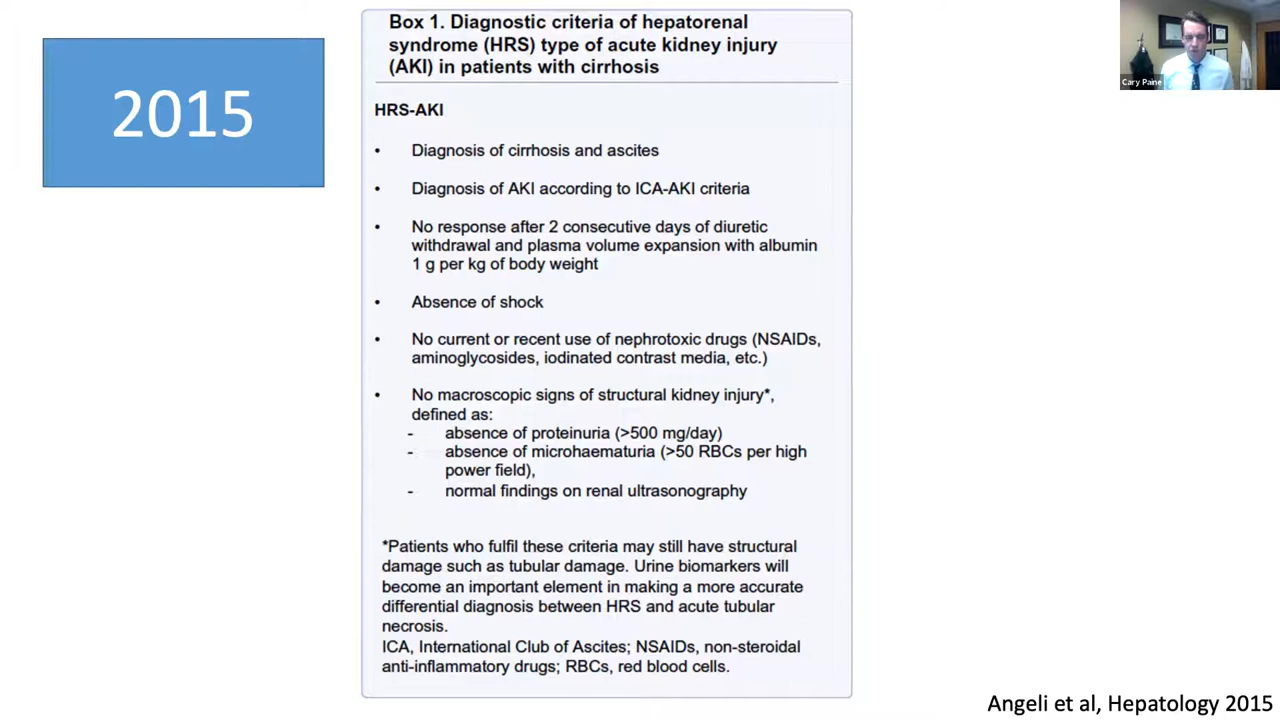 2015
Box 1. Diagnostic criteria of hepatorenal
syndrome (HRS) type of acute kidney injury
(AKI) in patients with cirrhosis
HRS-AKI
• Diagnosis of cirrhosis and ascites
• Diagnosis of AKI according to ICA-AKI criteria
• No response after 2 consecutive days of diuretic
withdrawal and plasma volume expansion with albumin
1 g per kg of body weight
• Absence of shock
• No current or recent use of nephrotoxic drugs (NSAIDs,
aminoglycosides, iodinated contrast media, etc.)
• No macroscopic signs of structural kidney injury*,
defined as:
- absence of proteinuria (>500 mg/day)
- absence of microhaematuria (>50 RBCs per high
power field),
- normal findings on renal ultrasonography
*Patients who fulfil these criteria may still have structural
damage such as tubular damage. Urine biomarkers will
become an important element in making a more accurate
differential diagnosis between HRS and acute tubular
necrosis.
ICA, International Club of Ascites; NSAIDs, non-steroidal
anti-inflammatory drugs; RBCs, red blood cells.
Cary Paine
Angeli et al, Hepatology 2015